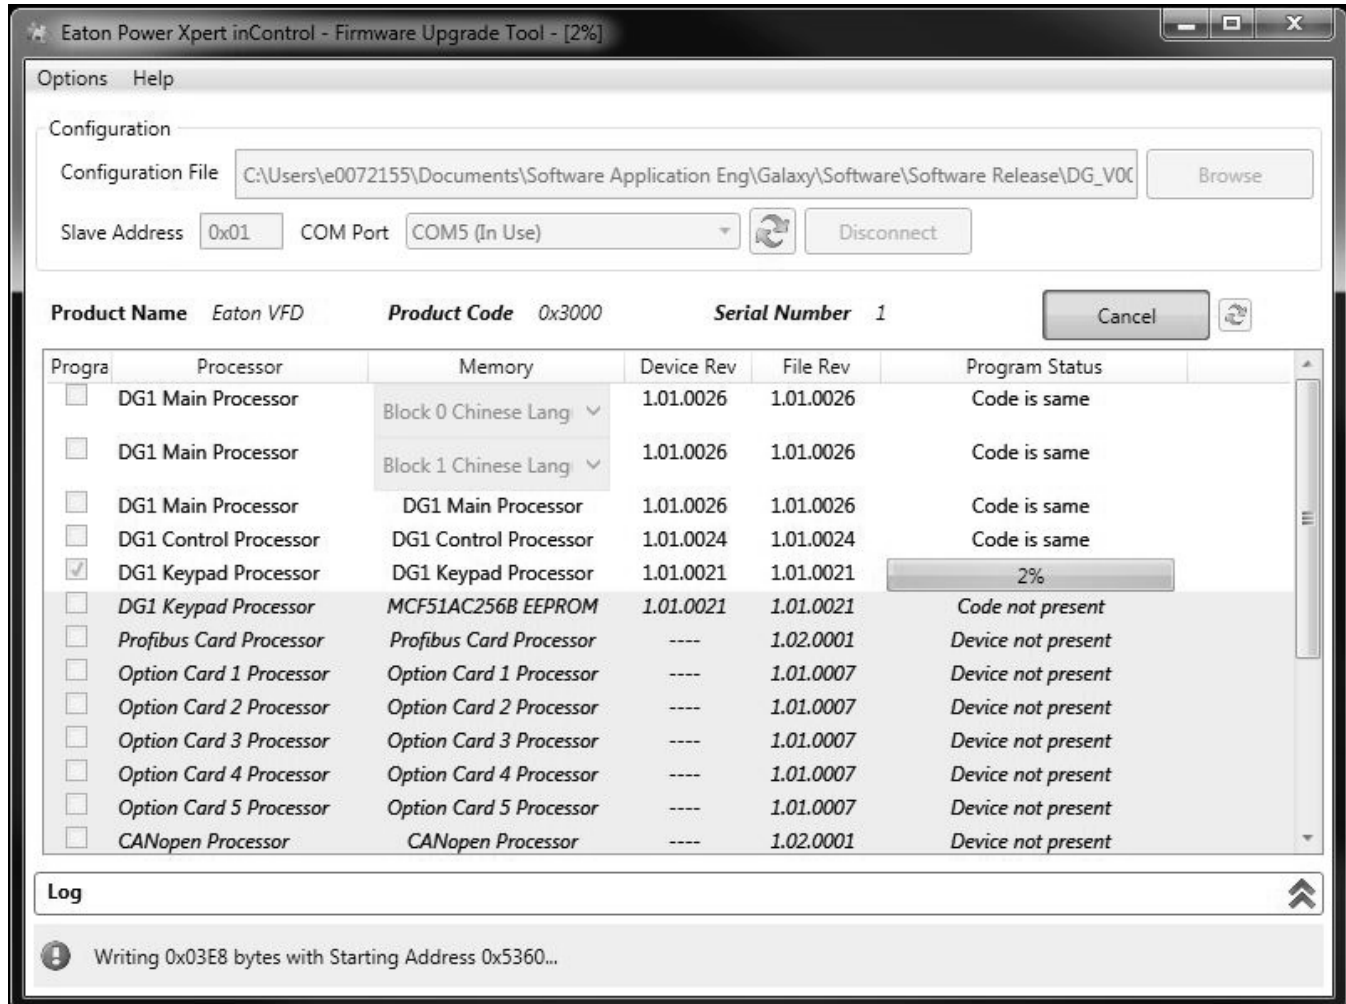 Eaton Power Xpert inControl - Firmware Upgrade Tool - [2%]
Options Help
Configuration
Configuration File C:\Users\e0072155\Documents\Software Application Eng\Galaxy\Software\Software Release\DG_V00 Browse
Slave Address 0x01 COM Port COM5 (In Use) Disconnect
Product Name Eaton VFD Product Code 0x3000 Serial Number 1 Cancel
Progra Processor Memory Device Rev File Rev Program Status
DG1 Main Processor Block 0 Chinese Lang 1.01.0026 1.01.0026 Code is same
DG1 Main Processor Block 1 Chinese Lang 1.01.0026 1.01.0026 Code is same
DG1 Main Processor DG1 Main Processor 1.01.0026 1.01.0026 Code is same
DG1 Control Processor DG1 Control Processor 1.01.0024 1.01.0024 Code is same
DG1 Keypad Processor DG1 Keypad Processor 1.01.0021 1.01.0021 2%
DG1 Keypad Processor MCF51AC256B EEPROM 1.01.0021 1.01.0021 Code not present
Profibus Card Processor Profibus Card Processor ---- 1.02.0001 Device not present
Option Card 1 Processor Option Card 1 Processor ---- 1.01.0007 Device not present
Option Card 2 Processor Option Card 2 Processor ---- 1.01.0007 Device not present
Option Card 3 Processor Option Card 3 Processor ---- 1.01.0007 Device not present
Option Card 4 Processor Option Card 4 Processor ---- 1.01.0007 Device not present
Option Card 5 Processor Option Card 5 Processor ---- 1.01.0007 Device not present
CANopen Processor CANopen Processor ---- 1.02.0001 Device not present
Log
Writing 0x03E8 bytes with Starting Address 0x5360...